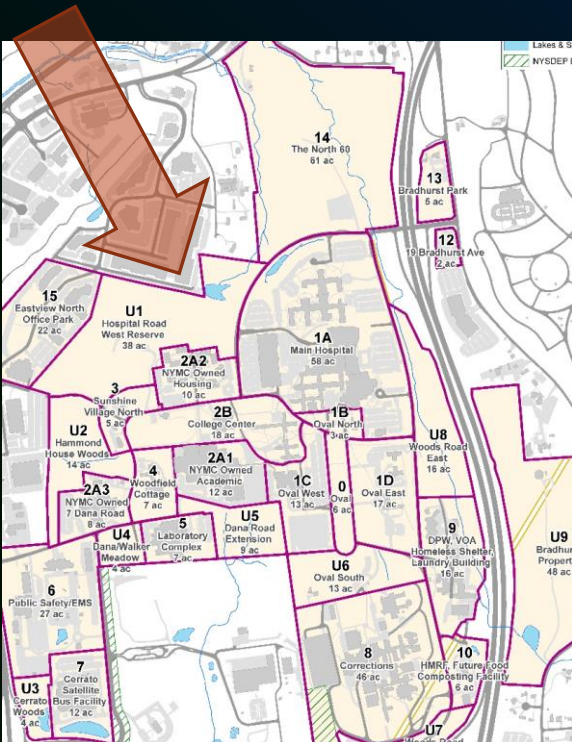 Lakes & S
NYSDEP
14
The North 60
61 ac
13
Bradhurst Park
5 ac
12
19 Bradhurst Ave
2 ac
15
Eastview North
Office Park
22 ac
U1
Hospital Road
West Reserve
38 ac
1A
Main Hospital
58 ac
2A2
NYMC Owned
Housing
10 ac
3
Sunshine
Village North
5 ac
2B
College Center
18 ac
1B
Oval North
3 ac
U2
Hammond
House Woods
14 ac
U8
Woods Road
East
16 ac
4
Woodfield
Cottage
7 ac
2A1
NYMC Owned
Academic
12 ac
1C
Oval West
13 ac
0
Oval
6 ac
1D
Oval East
17 ac
2A3
NYMC Owned
7 Dana Road
8 ac
U4
Dana/Walker
Meadow
4 ac
5
Laboratory
Complex
7 ac
U5
Dana Road
Extension
9 ac
9
DPW, VOA
Homeless Shelter,
Laundry Building
16 ac
U9
Bradhur
Propert
48 ac
U6
Oval South
13 ac
6
Public Safety/EMS
27 ac
8
Corrections
46 ac
10
HMRF, Future Food
Composting Facility
6 ac
7
Cerrato
Satellite
Bus Facility
12 ac
U3
Cerrato
Woods
4 ac
U7
Woods Road